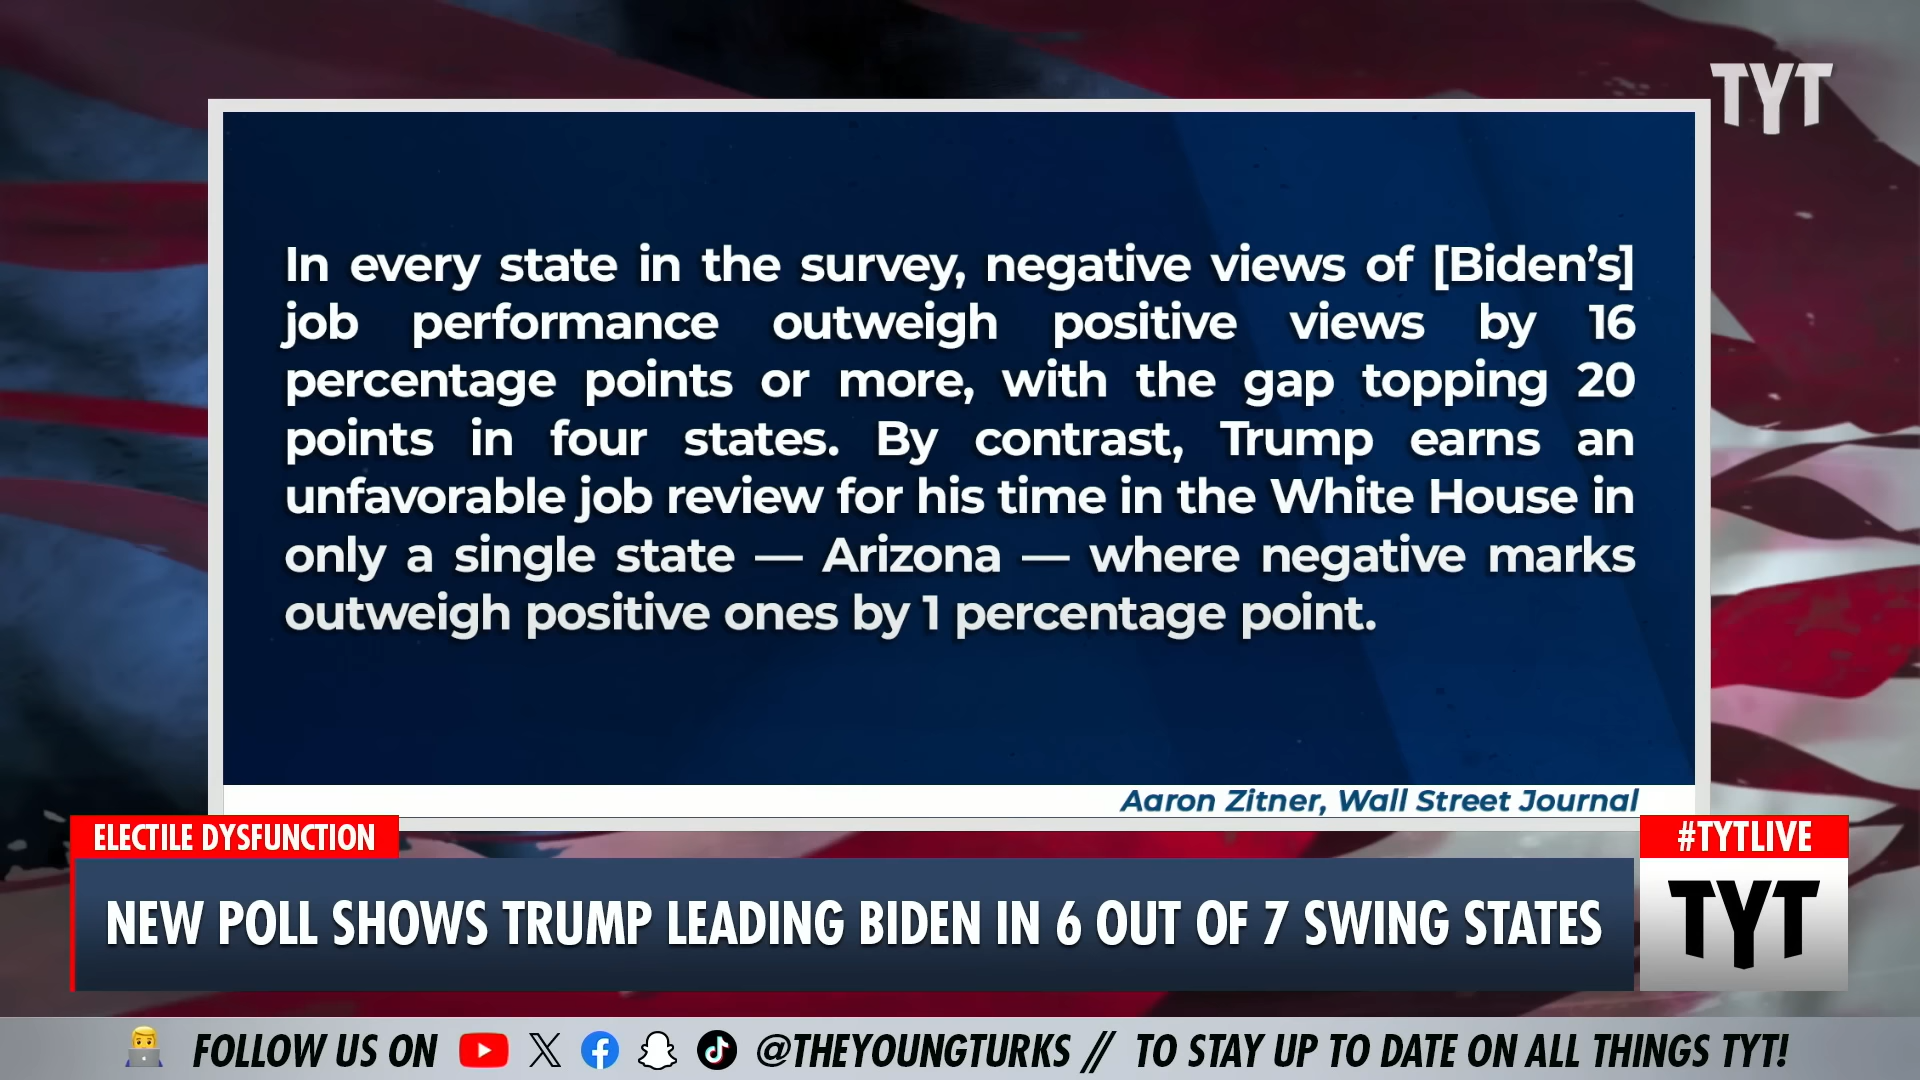 TYT
In every state in the survey, negative views of [Biden’s]
job performance outweigh positive views by 16
percentage points or more, with the gap topping 20
points in four states. By contrast, Trump earns an
unfavorable job review for his time in the White House in
only a single state — Arizona — where negative marks
outweigh positive ones by 1 percentage point.
Aaron Zitner, Wall Street Journal
ELECTILE DYSFUNCTION
#TYTLIVE
NEW POLL SHOWS TRUMP LEADING BIDEN IN 6 OUT OF 7 SWING STATES
TYT
FOLLOW US ON @THEYOUNGTURKS // TO STAY UP TO DATE ON ALL THINGS TYT!